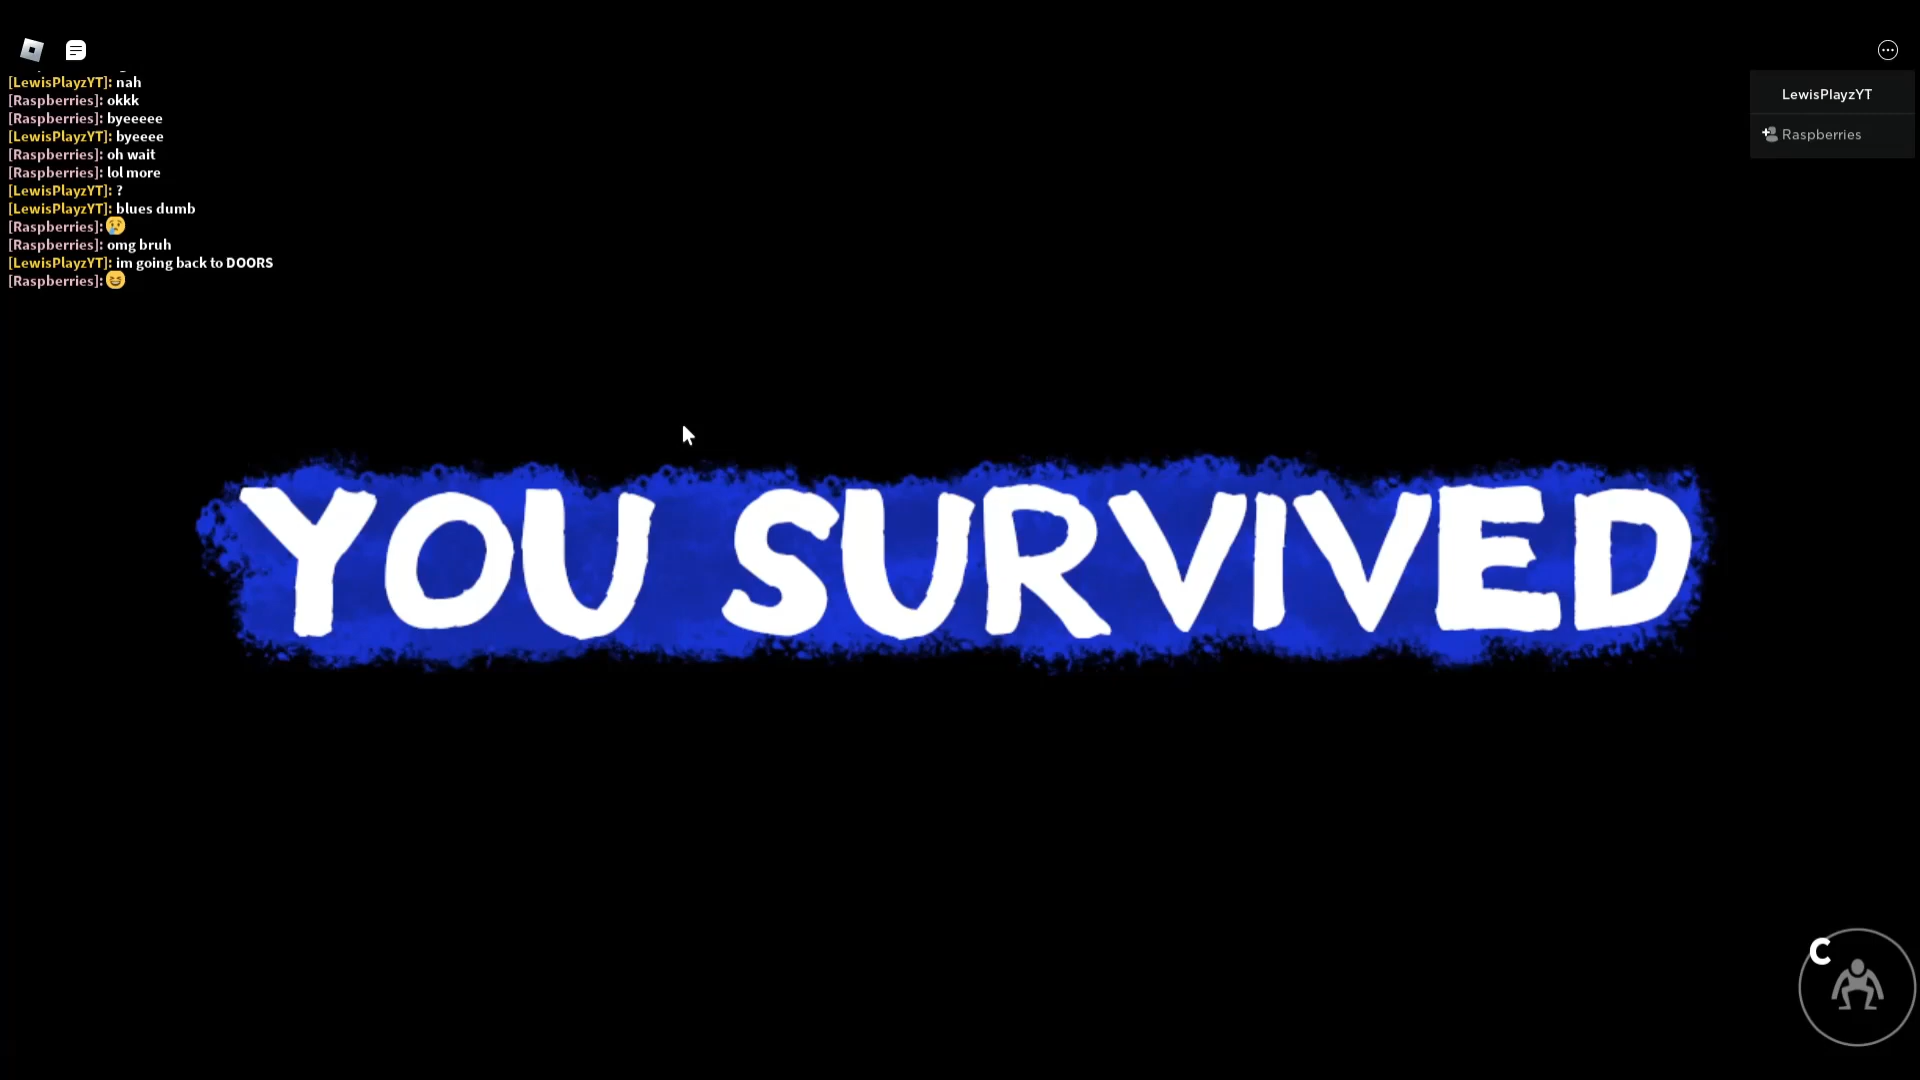 [LewisPlayzYT]: nah
[Raspberries]: okkk
[Raspberries]: byeeeee
[LewisPlayzYT]: byeeee
[Raspberries]: oh wait
[Raspberries]: lol more
[LewisPlayzYT]: ?
[LewisPlayzYT]: blues dumb
[Raspberries]: 😢
[Raspberries]: omg bruh
[LewisPlayzYT]: im going back to DOORS
[Raspberries]: 😆
LewisPlayzYT
Raspberries
YOU SURVIVED
C